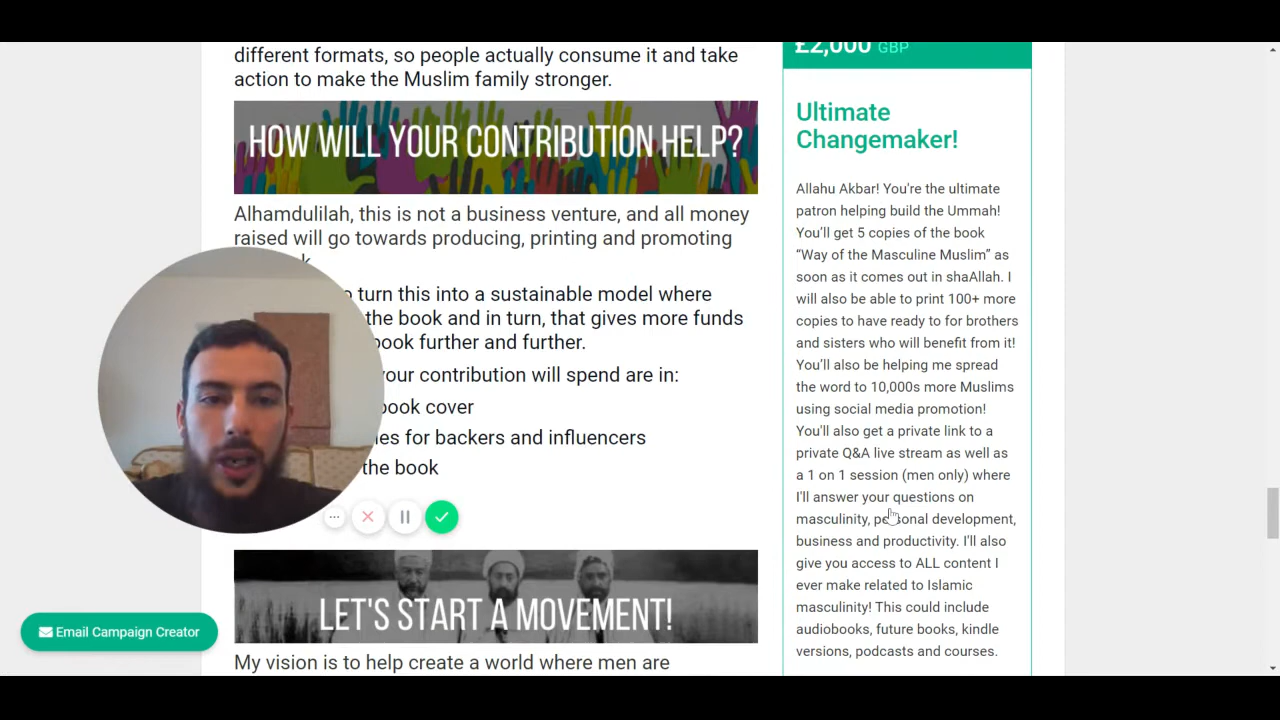 different formats, so people actually consume it and take
action to make the Muslim family stronger.
HOW WILL YOUR CONTRIBUTION HELP?
Alhamdulilah, this is not a business venture, and all money
raised will go towards producing, printing and promoting
turn this into a sustainable model where
the book and in turn, that gives more funds
book further and further.
your contribution will spend are in:
book cover
for backers and influencers
the book
LET'S START A MOVEMENT!
My vision is to help create a world where men are
Email Campaign Creator
£2,000 GBP
Ultimate
Changemaker!
Allahu Akbar! You're the ultimate
patron helping build the Ummah!
You'll get 5 copies of the book
“Way of the Masculine Muslim” as
soon as it comes out in shaAllah. I
will also be able to print 100+ more
copies to have ready to for brothers
and sisters who will benefit from it!
You'll also be helping me spread
the word to 10,000s more Muslims
using social media promotion!
You'll also get a private link to a
private Q&A live stream as well as
a 1 on 1 session (men only) where
I'll answer your questions on
masculinity, personal development,
business and productivity. I'll also
give you access to ALL content I
ever make related to Islamic
masculinity! This could include
audiobooks, future books, kindle
versions, podcasts and courses.